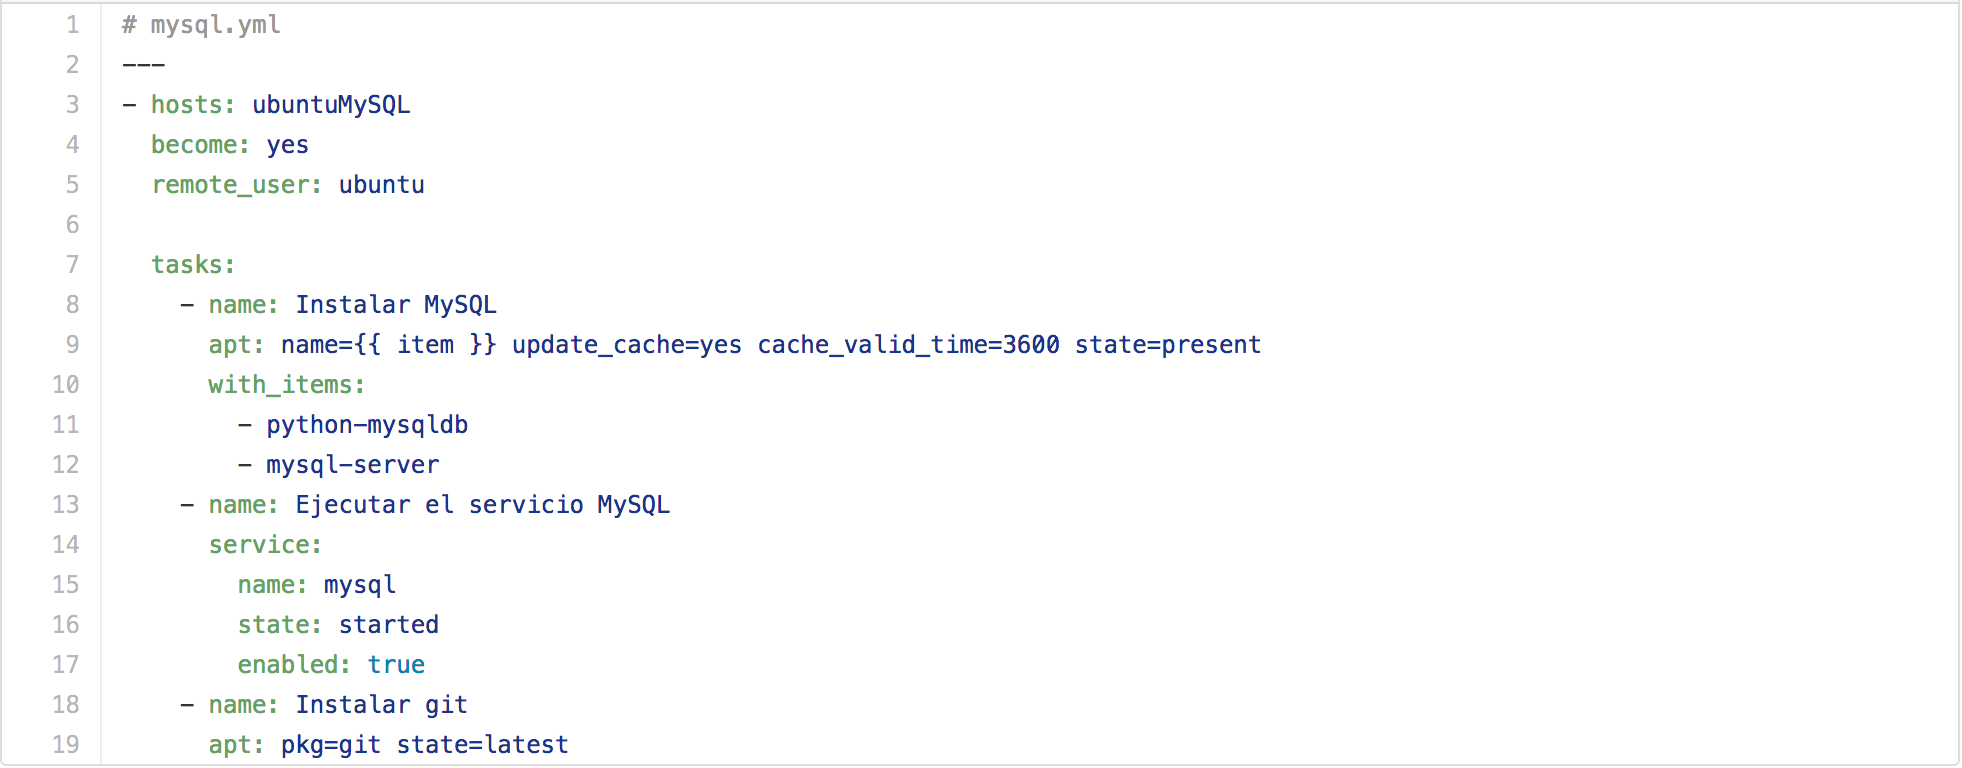 1 # mysql.yml
2 ---
3 - hosts: ubuntuMySQL
4   become: yes
5   remote_user: ubuntu
6
7   tasks:
8     - name: Instalar MySQL
9       apt: name={{ item }} update_cache=yes cache_valid_time=3600 state=present
10       with_items:
11         - python-mysqldb
12         - mysql-server
13     - name: Ejecutar el servicio MySQL
14       service:
15         name: mysql
16         state: started
17         enabled: true
18     - name: Instalar git
19       apt: pkg=git state=latest